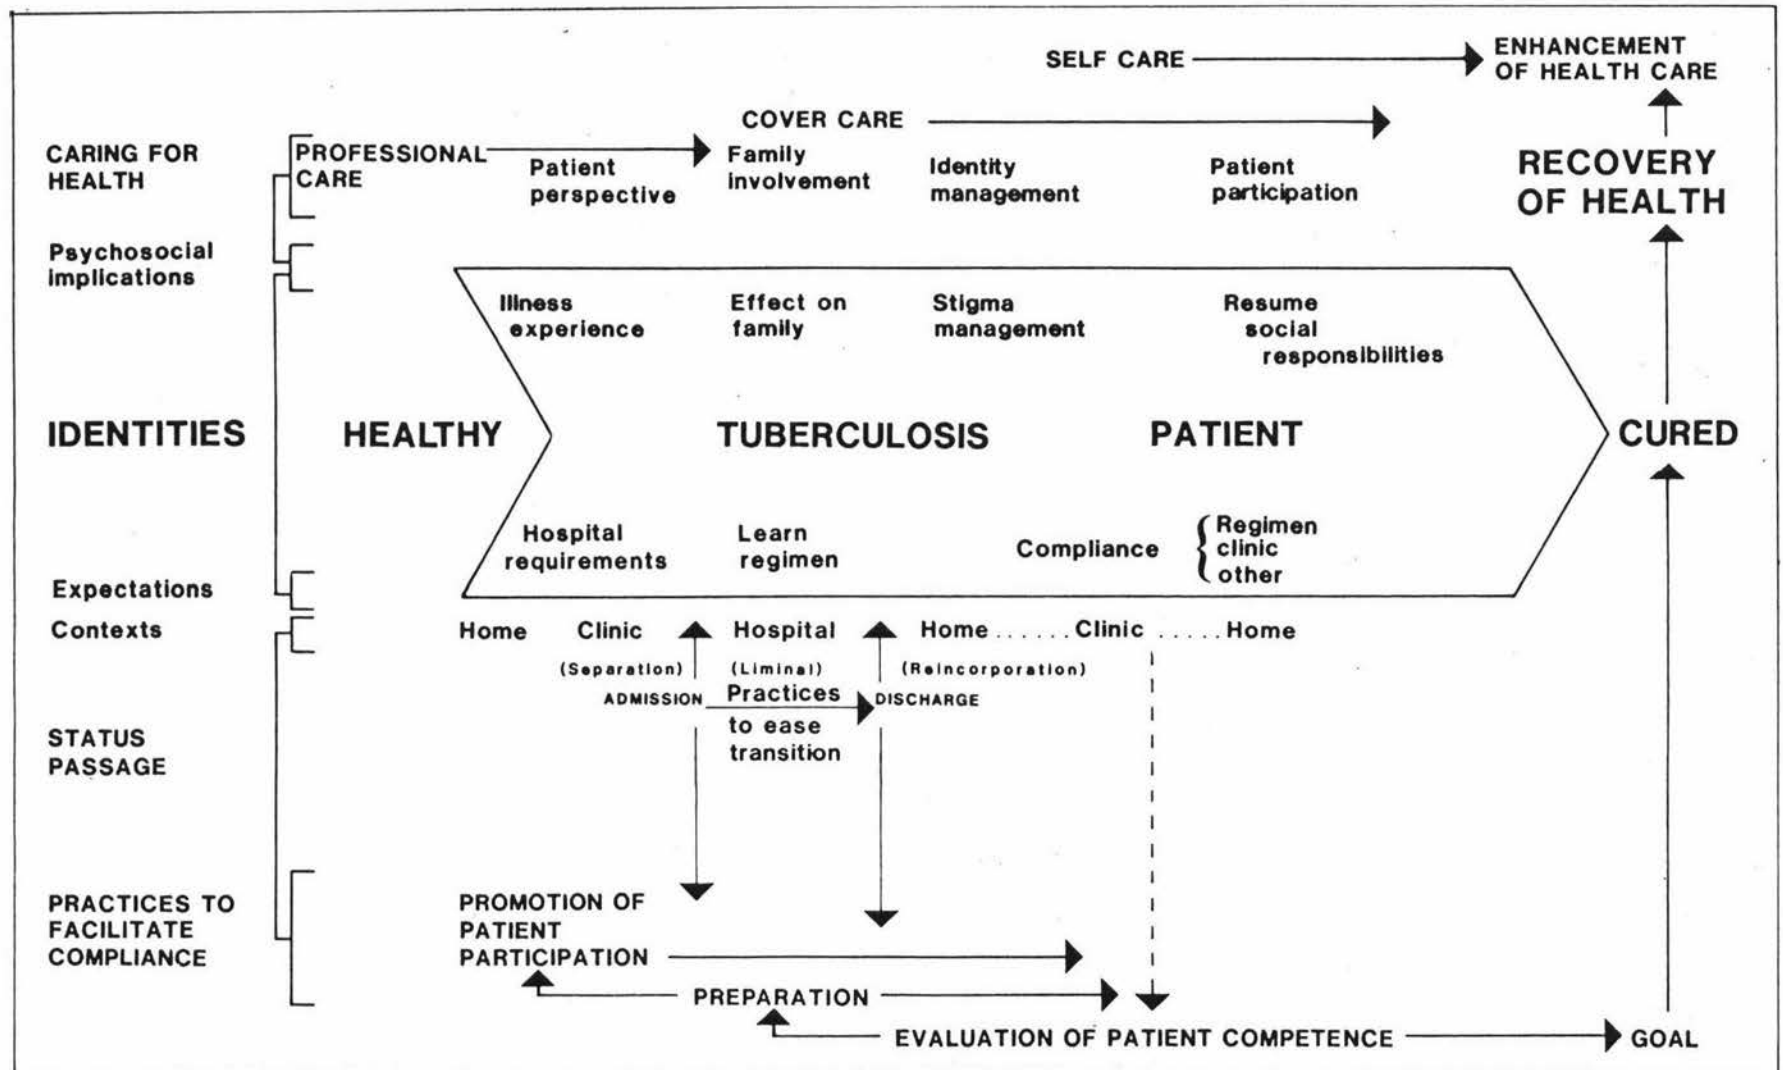 SELF CARE
ENHANCEMENT
OF HEALTH CARE
COVER CARE
CARING FOR
HEALTH
PROFESSIONAL
CARE
Patient
perspective
Family
involvement
Identity
management
Patient
participation
RECOVERY
OF HEALTH
Psychosocial
implications
Illness
experience
Effect on
family
Stigma
management
Resume
social
responsibilities
IDENTITIES
HEALTHY
TUBERCULOSIS
PATIENT
CURED
Hospital
requirements
Learn
regimen
Compliance
{ Regimen
clinic
other
Expectations
Contexts
Home
Clinic
Hospital
Home...... Clinic ...... Home
(Separation)
(Liminal)
(Reincorporation)
ADMISSION
Practices
to ease
transition
DISCHARGE
STATUS
PASSAGE
PRACTICES TO
FACILITATE
COMPLIANCE
PROMOTION OF
PATIENT
PARTICIPATION
PREPARATION
EVALUATION OF PATIENT COMPETENCE
GOAL